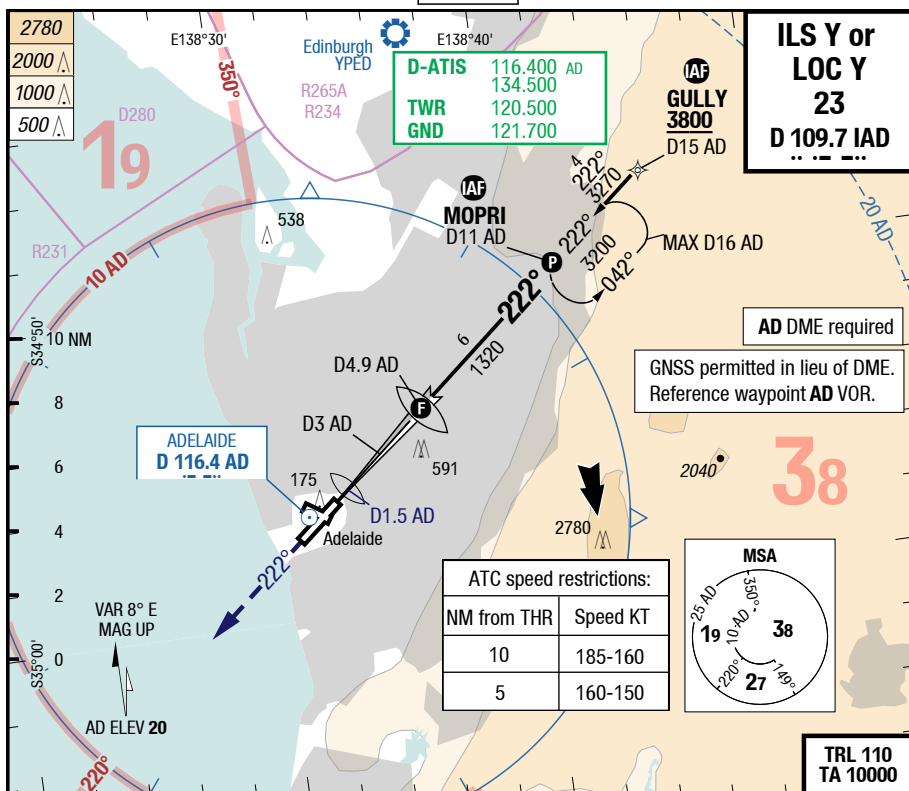 2780
2000
1000
500
E138°30'
E138°40'
Edinburgh
YPED
350°
R265A
R234
D280
19
D-ATIS 116.400 AD
134.500
TWR 120.500
GND 121.700
ILS Y or
LOC Y
23
D 109.7 IAD
IAF
GULLY
3800
D15 AD
4
222°
3270
IAF
MOPRI
D11 AD
222°
3200
MAX D16 AD
042°
P
20 AD
538
R231
10 AD
222°
6
1320
S34°50'
10 NM
AD DME required
GNSS permitted in lieu of DME.
Reference waypoint AD VOR.
D4.9 AD
F
8
D3 AD
ADELAIDE
D 116.4 AD
591
2040
38
6
175
D1.5 AD
4
Adelaide
2780
222°
ATC speed restrictions:
NM from THR Speed KT
10 185-160
5 160-150
MSA
350°
25 AD
10 AD
19
38
220°
149°
27
2
VAR 8° E
MAG UP
S35°00'
0
AD ELEV 20
220°
TRL 110
TA 10000